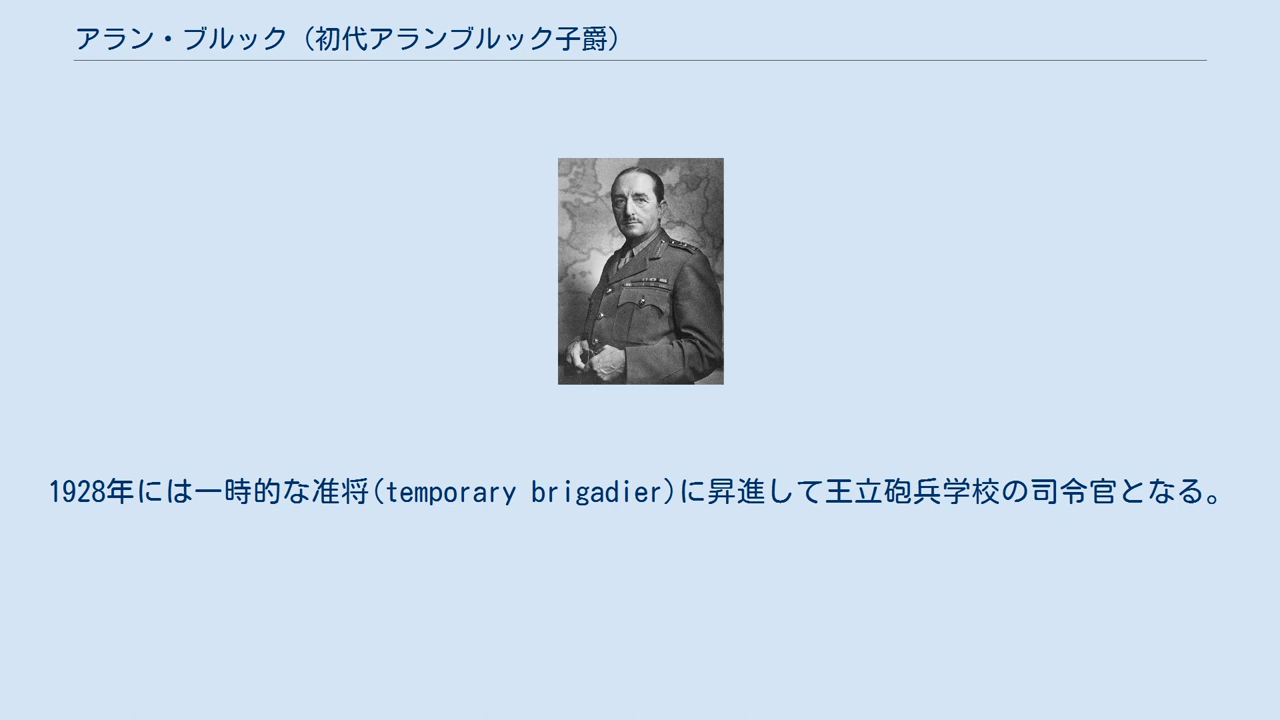 アラン・ブルック（初代アランブルック子爵）
1928年には一時的な准将(temporary brigadier)に昇進して王立砲兵学校の司令官となる。